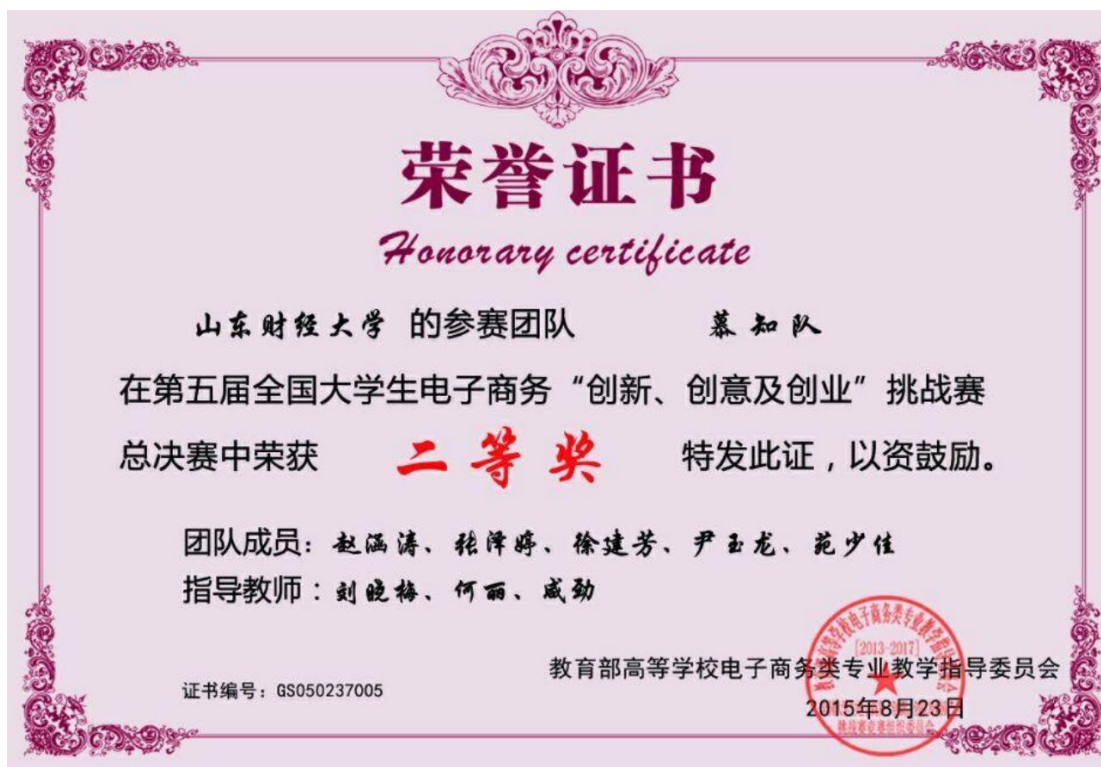 荣誉证书
Honorary certificate
山东财经大学 的参赛团队 慕知队
在第五届全国大学生电子商务“创新、创意及创业”挑战赛
总决赛中荣获 二等奖 特发此证，以资鼓励。
团队成员：赵涵涛、张泽婷、徐建芳、尹玉龙、苑少佳
指导教师：刘晓梅、何丽、戚劲
教育部高等学校电子商务类专业教学指导委员会
[2013-2017]
证书编号：GS050237005
2015年8月23日